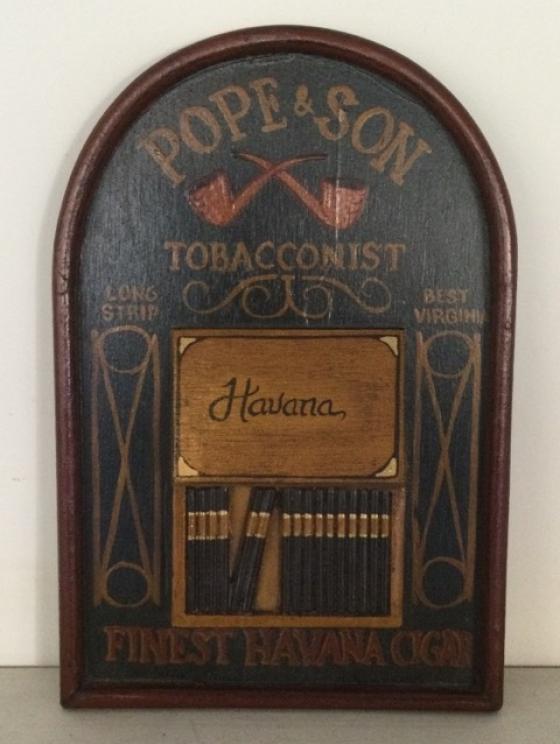 POPE & SON
TOBACCONIST
LONG
STRIP
BEST
VIRGINI
Havana
FINEST HAVANA CIGAR